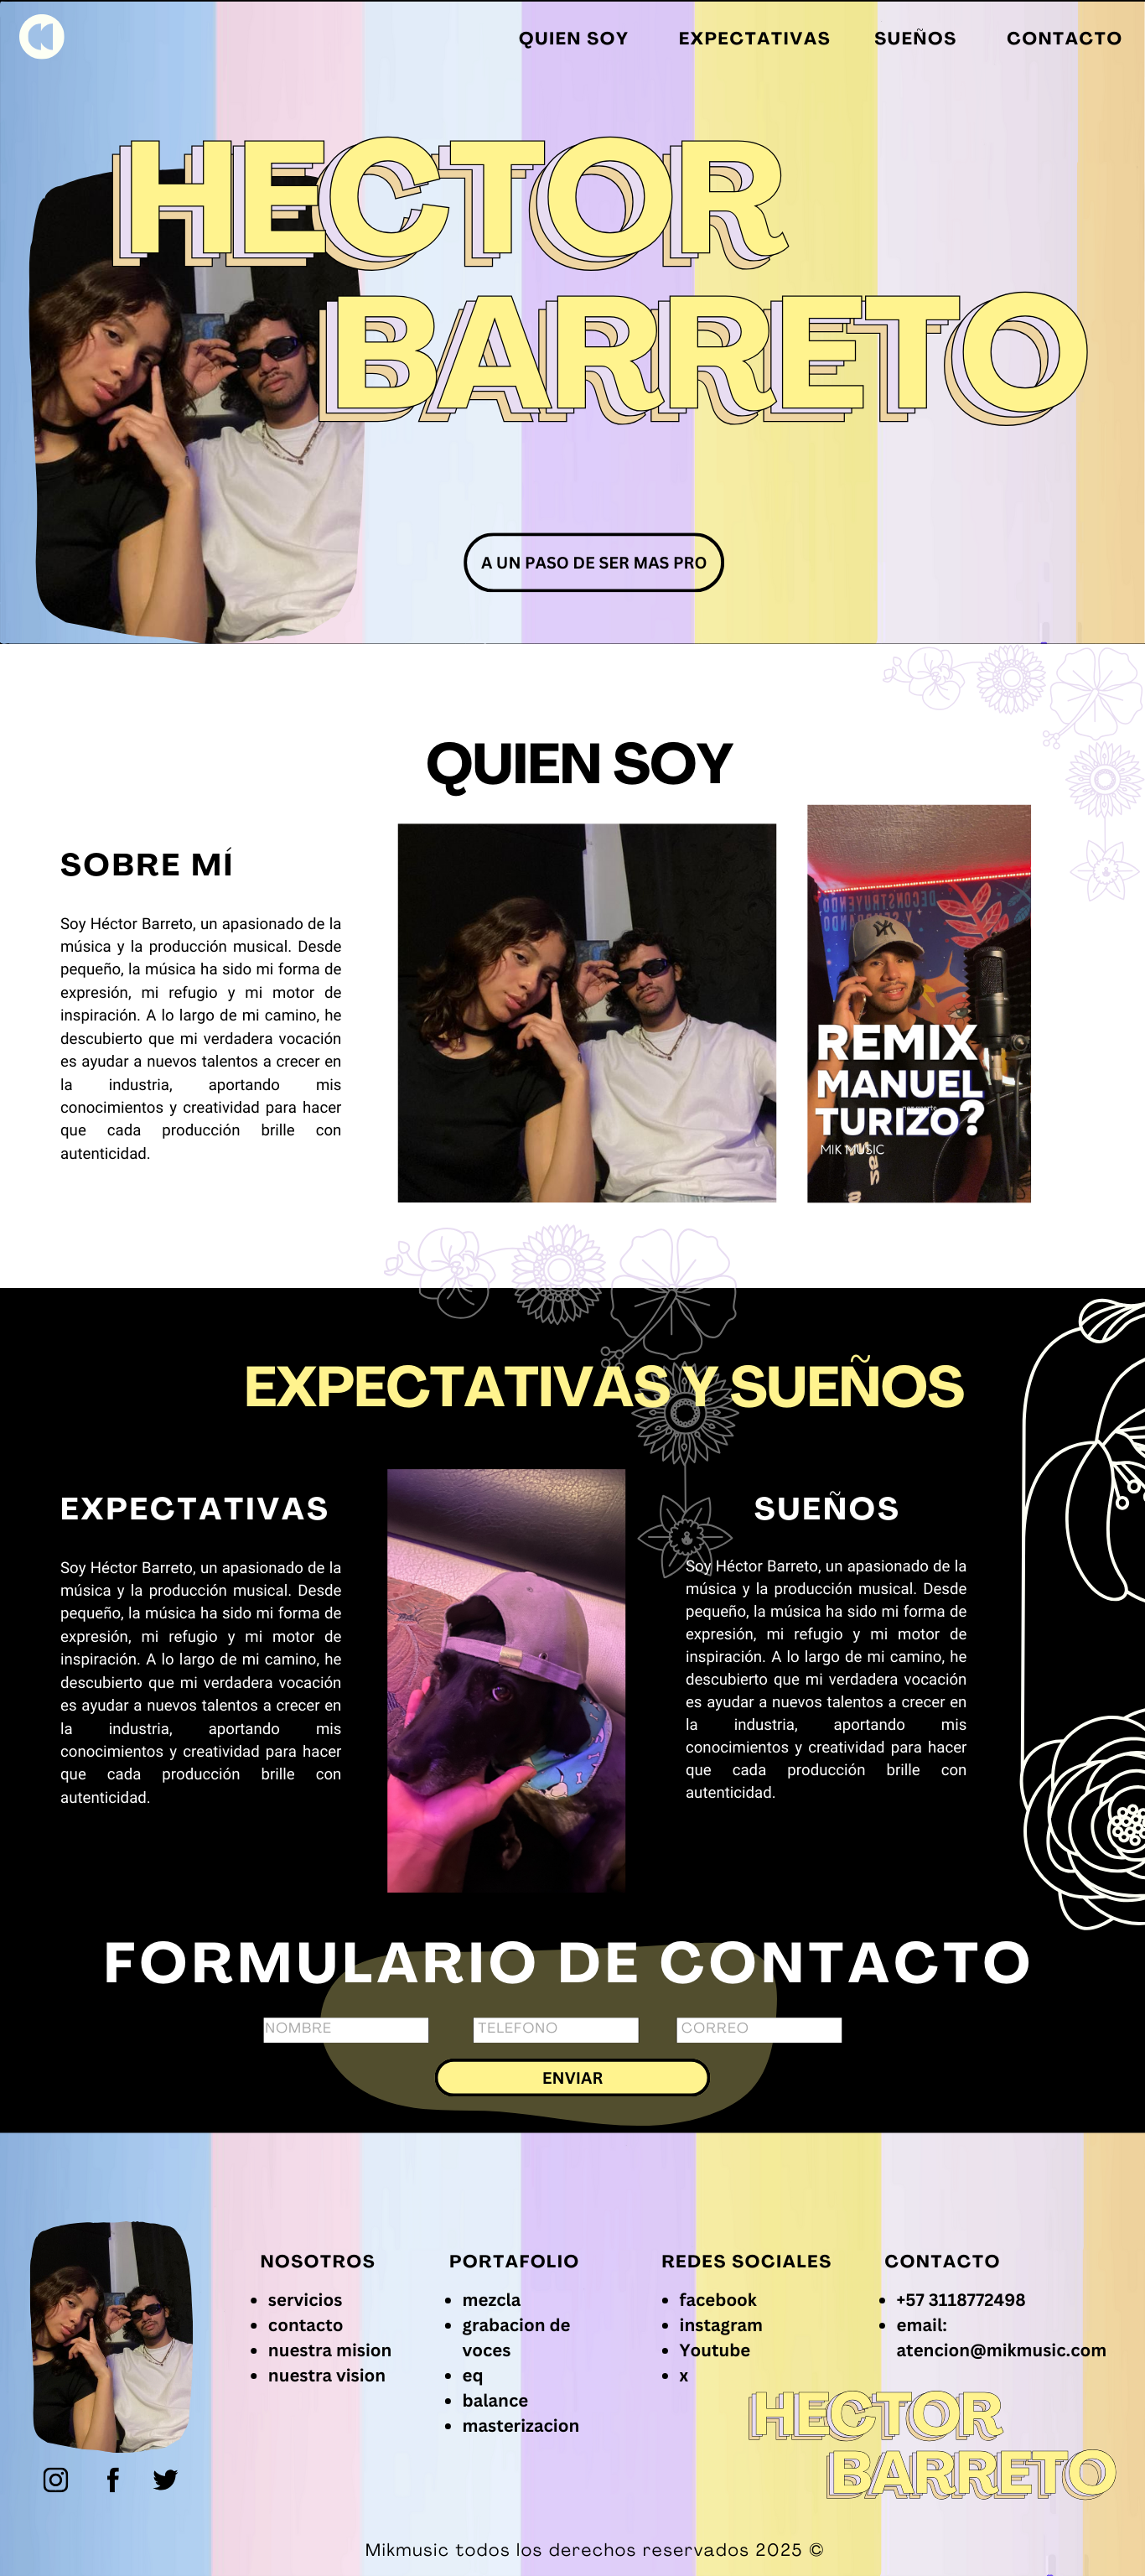 QUIEN SOY
EXPECTATIVAS
SUEÑOS
CONTACTO
HECTOR
BARRETO
A UN PASO DE SER MAS PRO
QUIEN SOY
SOBRE MÍ
Soy Héctor Barreto, un apasionado de la
música y la producción musical. Desde
pequeño, la música ha sido mi forma de
expresión, mi refugio y mi motor de
inspiración. A lo largo de mi camino, he
descubierto que mi verdadera vocación
es ayudar a nuevos talentos a crecer en
la industria, aportando mis
conocimientos y creatividad para hacer
que cada producción brille con
autenticidad.
REMIX
MANUEL
TURIZO?
MIK MUSIC
EXPECTATIVAS Y SUEÑOS
EXPECTATIVAS
Soy Héctor Barreto, un apasionado de la
música y la producción musical. Desde
pequeño, la música ha sido mi forma de
expresión, mi refugio y mi motor de
inspiración. A lo largo de mi camino, he
descubierto que mi verdadera vocación
es ayudar a nuevos talentos a crecer en
la industria, aportando mis
conocimientos y creatividad para hacer
que cada producción brille con
autenticidad.
SUEÑOS
Soy Héctor Barreto, un apasionado de la
música y la producción musical. Desde
pequeño, la música ha sido mi forma de
expresión, mi refugio y mi motor de
inspiración. A lo largo de mi camino, he
descubierto que mi verdadera vocación
es ayudar a nuevos talentos a crecer en
la industria, aportando mis
conocimientos y creatividad para hacer
que cada producción brille con
autenticidad.
FORMULARIO DE CONTACTO
NOMBRE
TELEFONO
CORREO
ENVIAR
NOSOTROS
servicios
contacto
nuestra mision
nuestra vision
PORTAFOLIO
mezcla
grabacion de
voces
eq
balance
masterizacion
REDES SOCIALES
facebook
instagram
Youtube
x
CONTACTO
+57 3118772498
email:
atencion@mikmusic.com
HECTOR
BARRETO
Mikmusic todos los derechos reservados 2025 ©